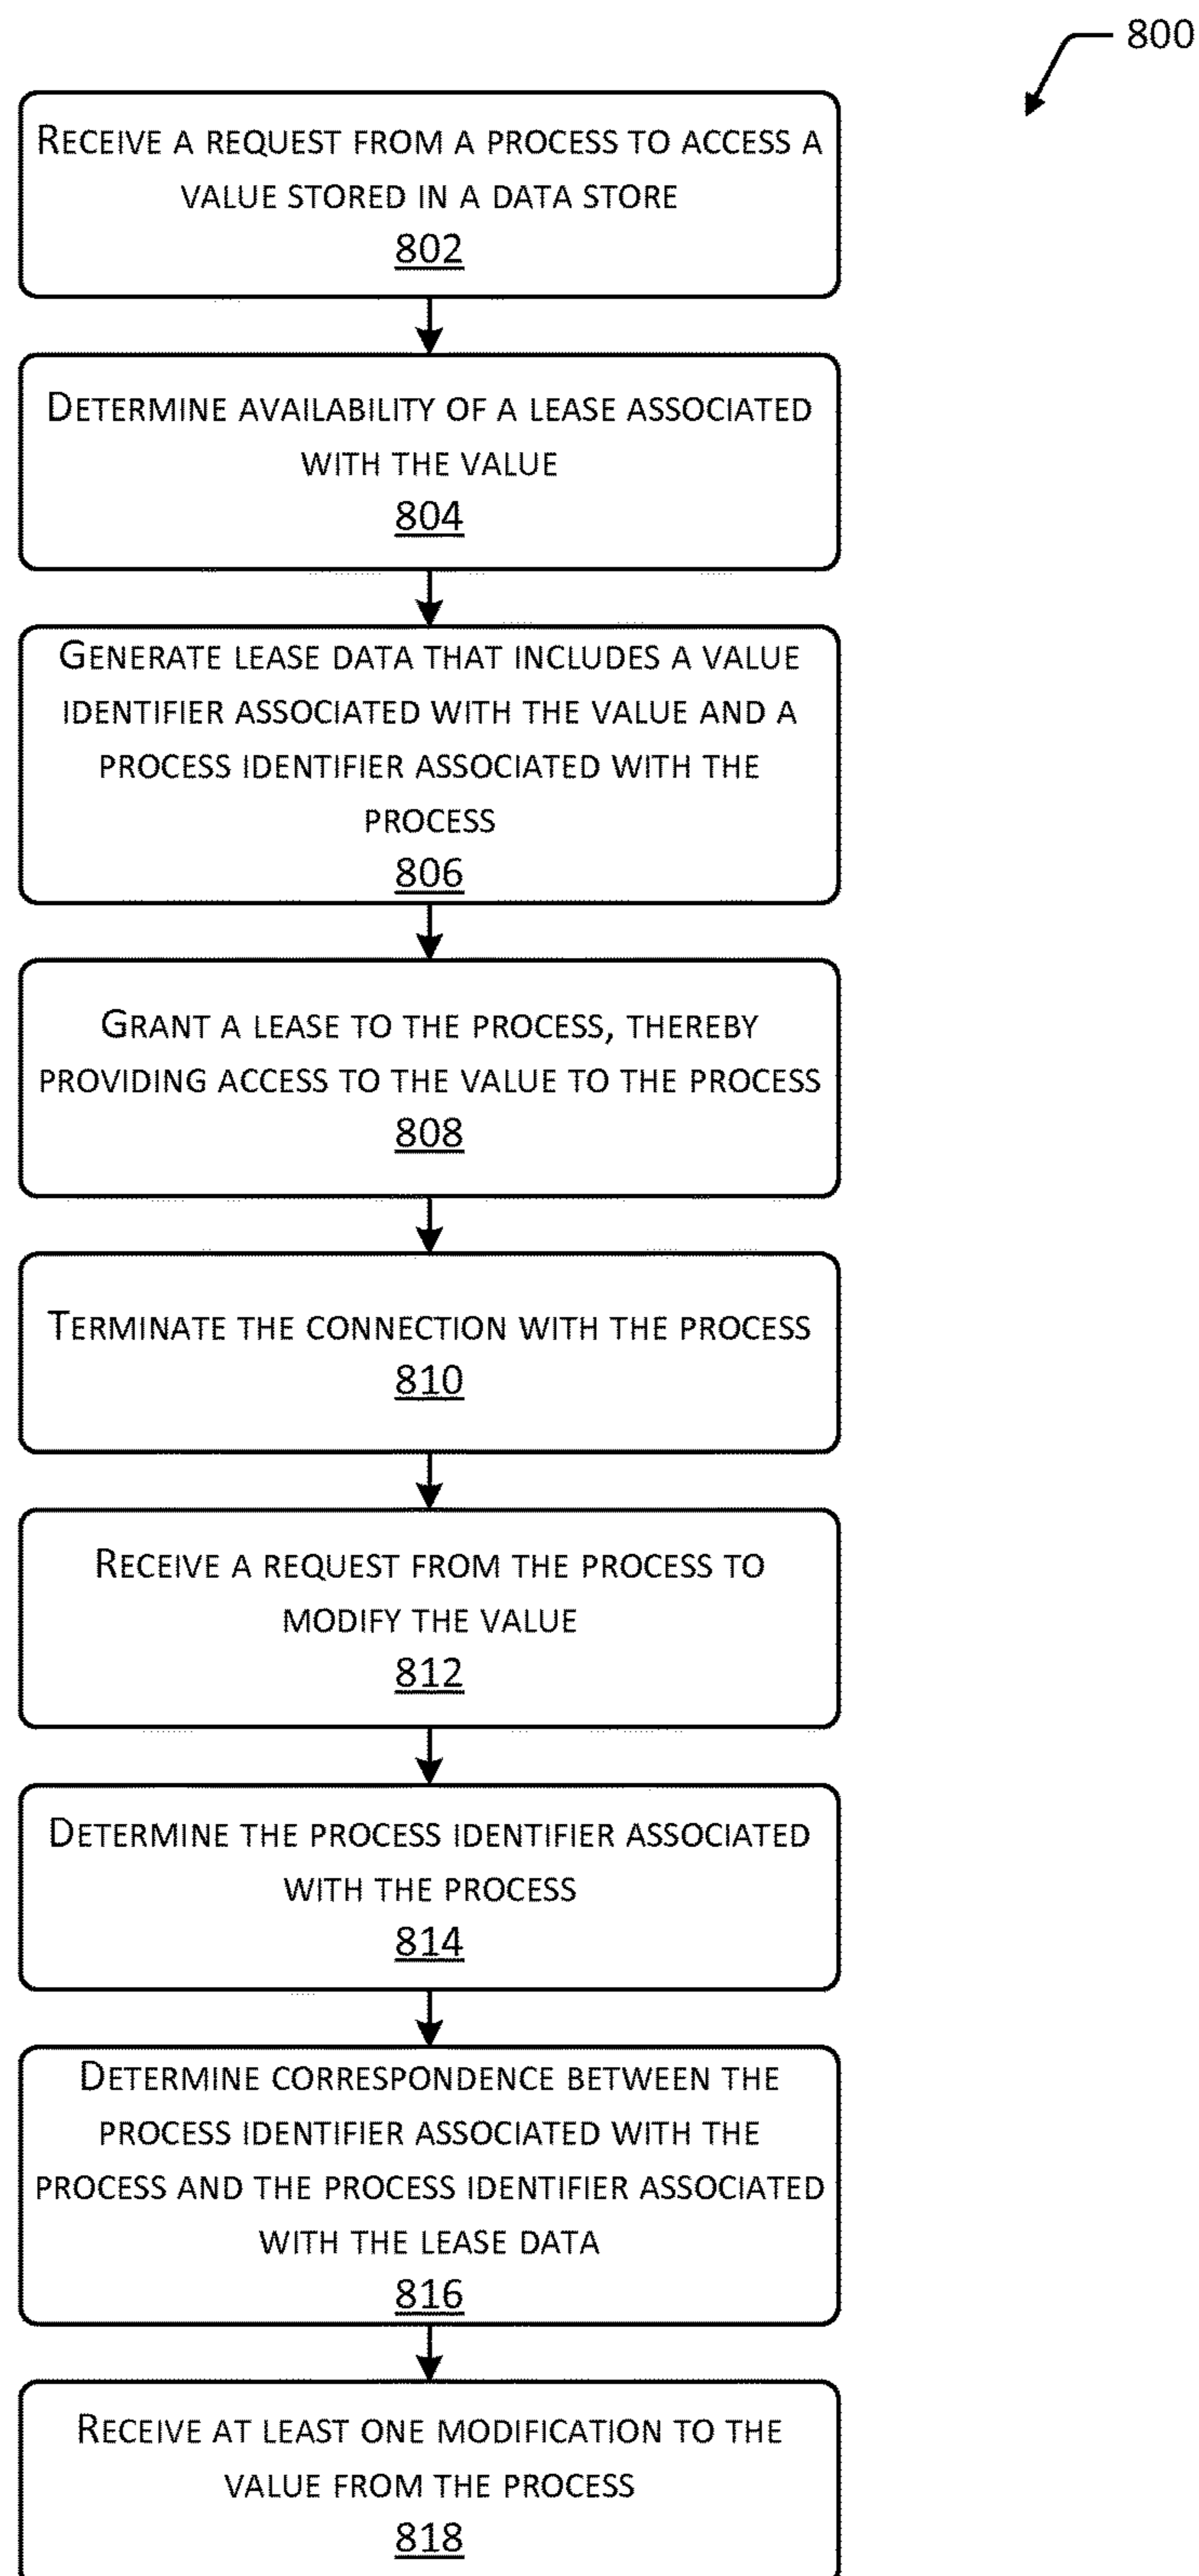 800
RECEIVE A REQUEST FROM A PROCESS TO ACCESS A
VALUE STORED IN A DATA STORE
802
DETERMINE AVAILABILITY OF A LEASE ASSOCIATED
WITH THE VALUE
804
GENERATE LEASE DATA THAT INCLUDES A VALUE
IDENTIFIER ASSOCIATED WITH THE VALUE AND A
PROCESS IDENTIFIER ASSOCIATED WITH THE
PROCESS
806
GRANT A LEASE TO THE PROCESS, THEREBY
PROVIDING ACCESS TO THE VALUE TO THE PROCESS
808
TERMINATE THE CONNECTION WITH THE PROCESS
810
RECEIVE A REQUEST FROM THE PROCESS TO
MODIFY THE VALUE
812
DETERMINE THE PROCESS IDENTIFIER ASSOCIATED
WITH THE PROCESS
814
DETERMINE CORRESPONDENCE BETWEEN THE
PROCESS IDENTIFIER ASSOCIATED WITH THE
PROCESS AND THE PROCESS IDENTIFIER ASSOCIATED
WITH THE LEASE DATA
816
RECEIVE AT LEAST ONE MODIFICATION TO THE
VALUE FROM THE PROCESS
818